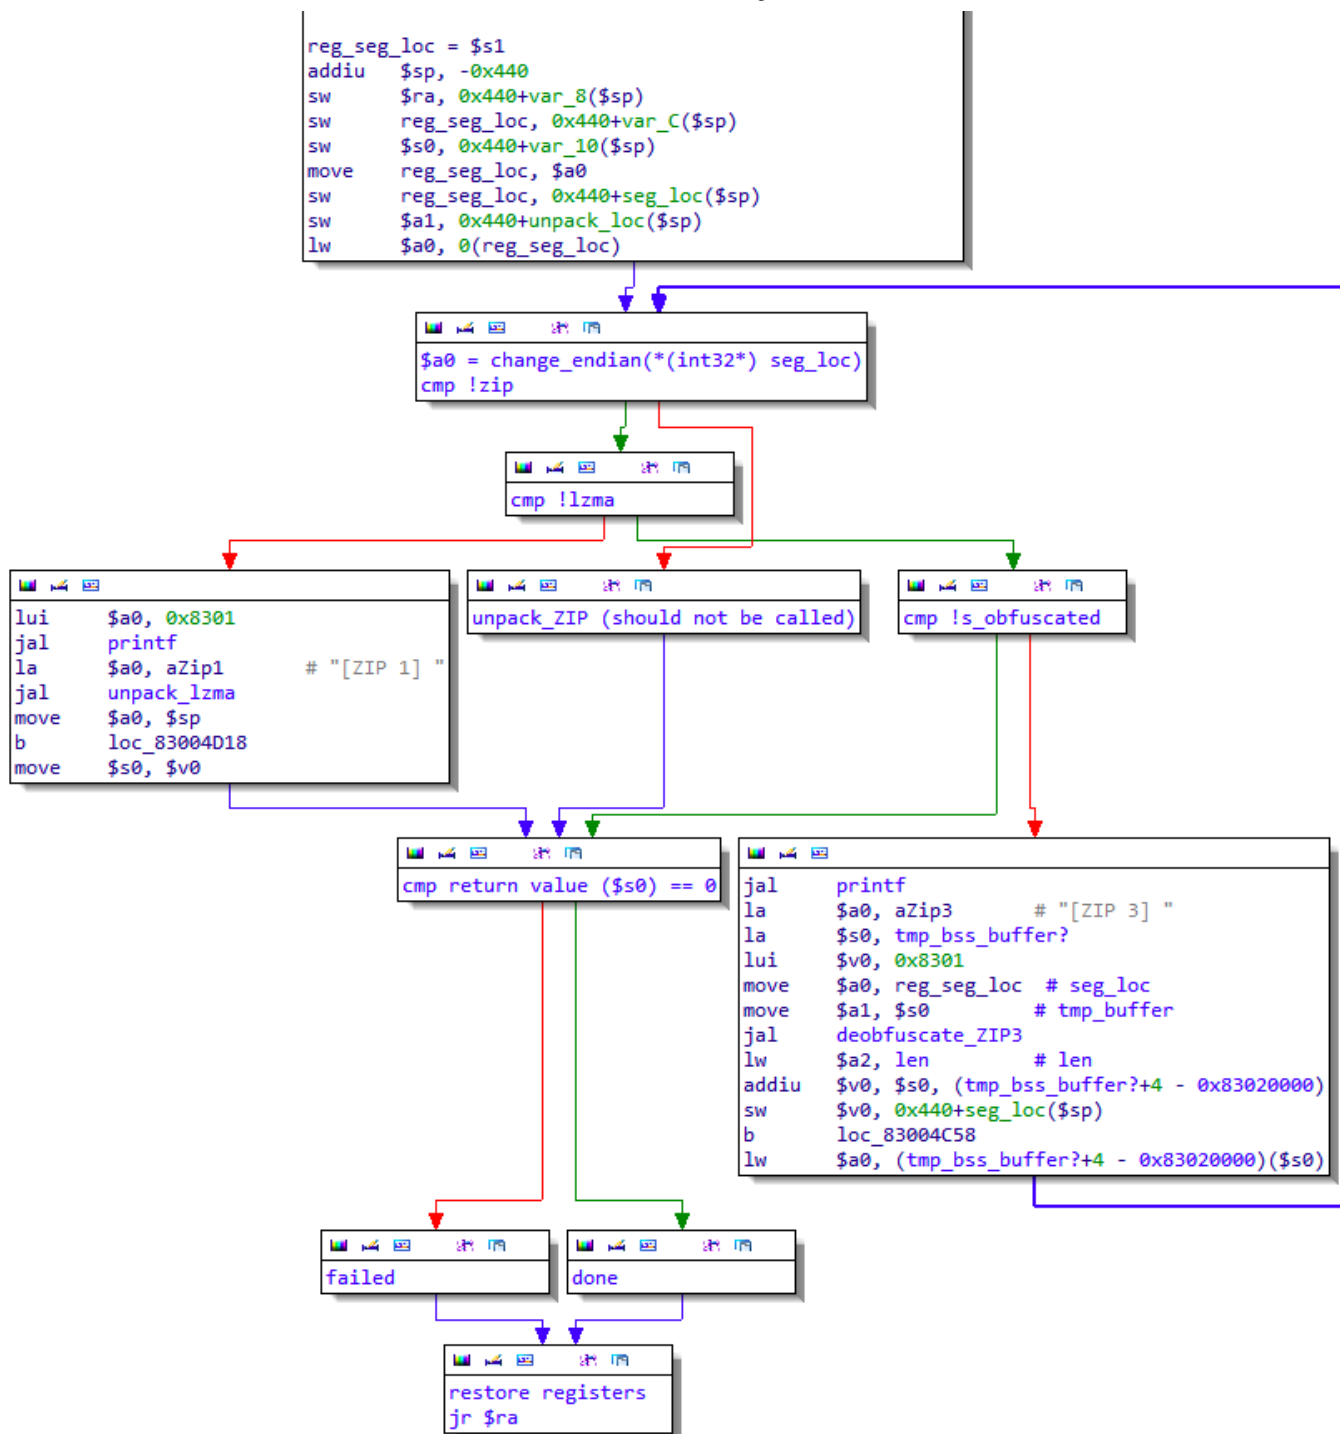 reg_seg_loc = $s1
addiu $sp, -0x440
sw $ra, 0x440+var_8($sp)
sw reg_seg_loc, 0x440+var_C($sp)
sw $s0, 0x440+var_10($sp)
move reg_seg_loc, $a0
sw reg_seg_loc, 0x440+seg_loc($sp)
sw $a1, 0x440+unpack_loc($sp)
lw $a0, 0(reg_seg_loc)
$a0 = change_endian(*(int32*) seg_loc)
cmp !zip
cmp !lzma
lui $a0, 0x8301
jal printf
la $a0, aZip1 # "[ZIP 1] "
jal unpack_lzma
move $a0, $sp
b loc_83004D18
move $s0, $v0
unpack_ZIP (should not be called)
cmp !s_obfuscated
cmp return value ($s0) == 0
jal printf
la $a0, aZip3 # "[ZIP 3] "
la $s0, tmp_bss_buffer?
lui $v0, 0x8301
move $a0, reg_seg_loc # seg_loc
move $a1, $s0 # tmp_buffer
jal deobfuscate_ZIP3
lw $a2, len # len
addiu $v0, $s0, (tmp_bss_buffer?+4 - 0x83020000)
sw $v0, 0x440+seg_loc($sp)
b loc_83004C58
lw $a0, (tmp_bss_buffer?+4 - 0x83020000)($s0)
failed
done
restore registers
jr $ra